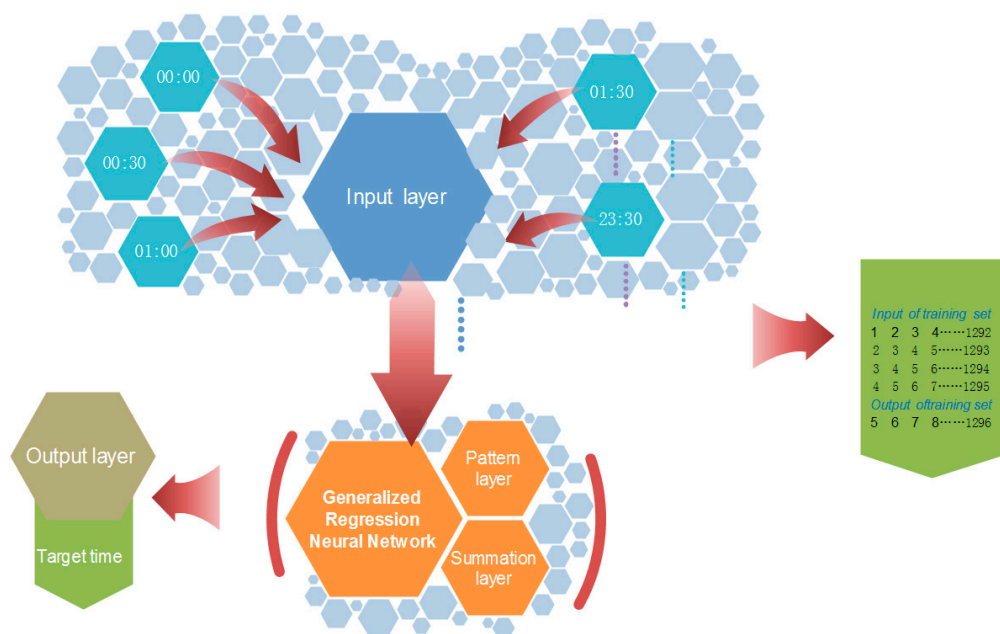 00:00
00:30
01:00
Input layer
01:30
23:30
Input of training set
1 2 3 4······1292
2 3 4 5······1293
3 4 5 6······1294
4 5 6 7······1295
Output oftraining set
5 6 7 8······1296
Generalized
Regression
Neural Network
Pattern
layer
Summation
layer
Output layer
Target time